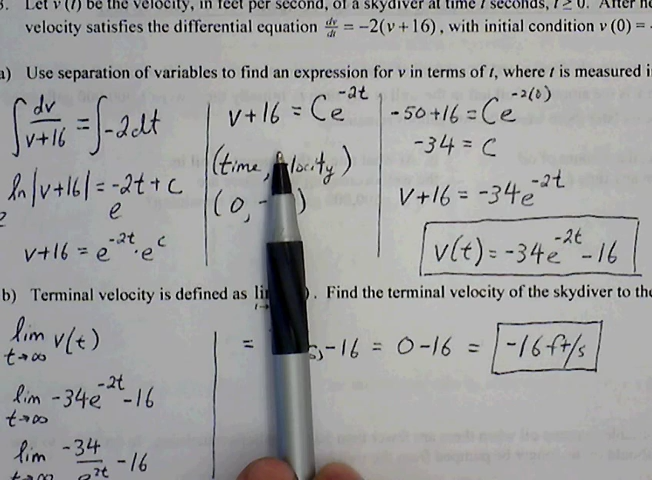 3. Let v (t) be the velocity, in feet per second, of a skydiver at time t seconds, t ≥ 0. After
velocity satisfies the differential equation dv/dt = −2(v+16), with initial condition v (0) =
a) Use separation of variables to find an expression for v in terms of t, where t is measured
∫ dv/(v+16) = ∫ -2dt
ln|v+16| = -2t + C
e e
v+16 = e^-2t · e^c
v+16 = Ce^-2t
(time, locity)
(0, - )
-50+16 = Ce^-2(0)
-34 = C
v+16 = -34e^-2t
v(t) = -34e^-2t -16
b) Terminal velocity is defined as . Find the terminal velocity of the skydiver to the
lim t→∞ v(t)
lim t→∞ -34e^-2t -16
lim t→∞ -34/e^2t -16
= -16 = 0-16 = -16 ft/s